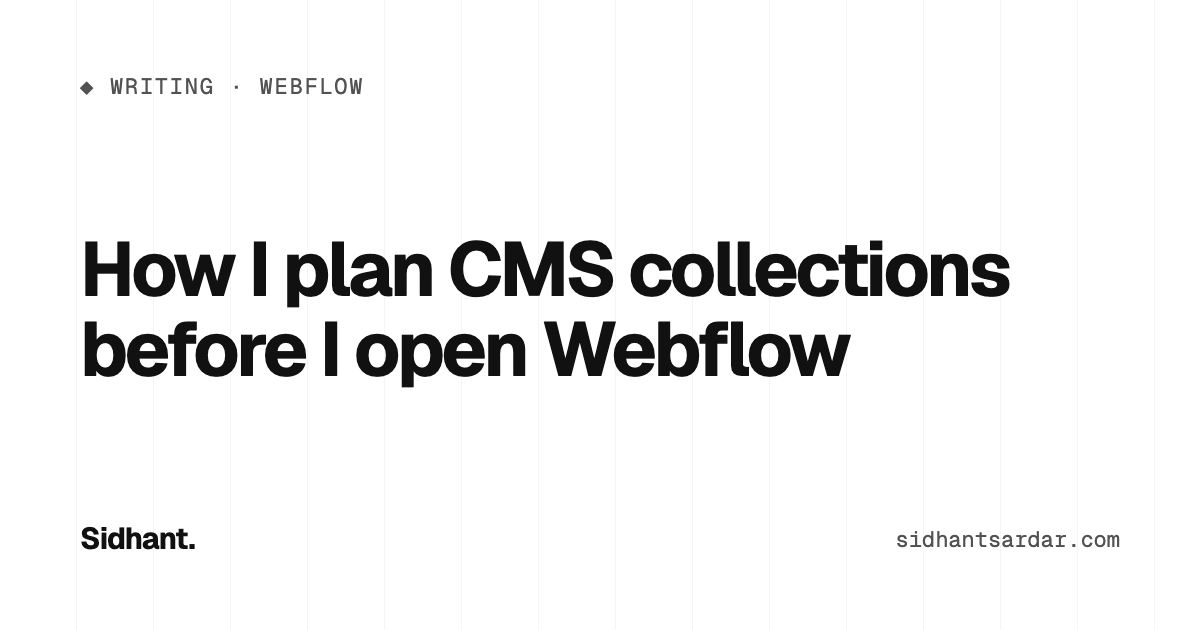 ◆ WRITING · WEBFLOW
How I plan CMS collections
before I open Webflow
Sidhant.
sidhantsardar.com